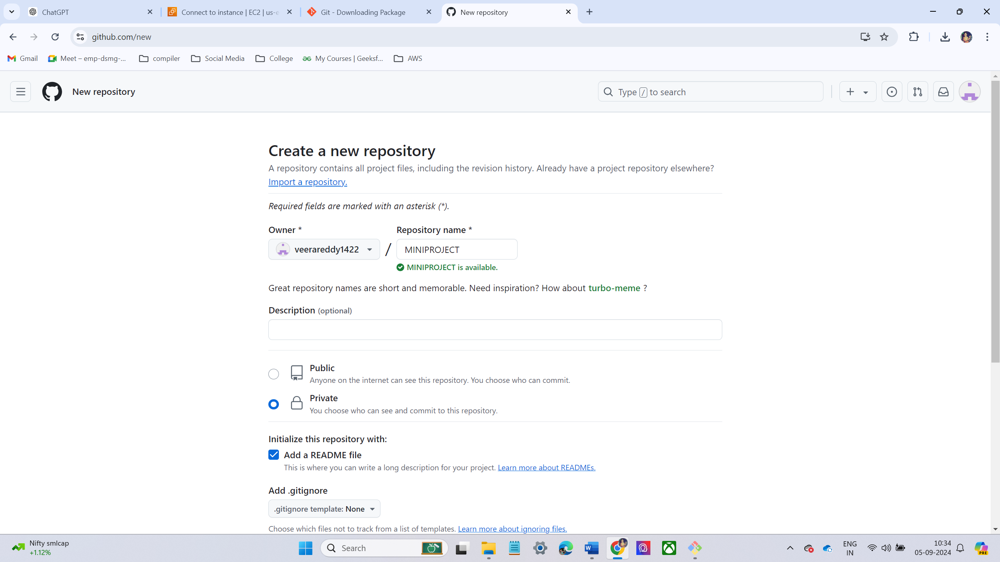 ChatGPT
Connect to instance | EC2 | us-e
Git - Downloading Package
New repository
github.com/new
Gmail
Meet – emp-dsmg-...
compiler
Social Media
College
My Courses | Geeksf...
AWS
New repository
Type / to search
Create a new repository
A repository contains all project files, including the revision history. Already have a project repository elsewhere?
Import a repository.
Required fields are marked with an asterisk (*).
Owner *
Repository name *
veerareddy1422
/
MINIPROJECT
MINIPROJECT is available.
Great repository names are short and memorable. Need inspiration? How about turbo-meme ?
Description (optional)
Public
Anyone on the internet can see this repository. You choose who can commit.
Private
You choose who can see and commit to this repository.
Initialize this repository with:
Add a README file
This is where you can write a long description for your project. Learn more about READMEs.
Add .gitignore
.gitignore template: None
Choose which files not to track from a list of templates. Learn more about ignoring files.
Nifty smlcap
+1.12%
Search
W
ENG
IN
10:34
05-09-2024
PRE